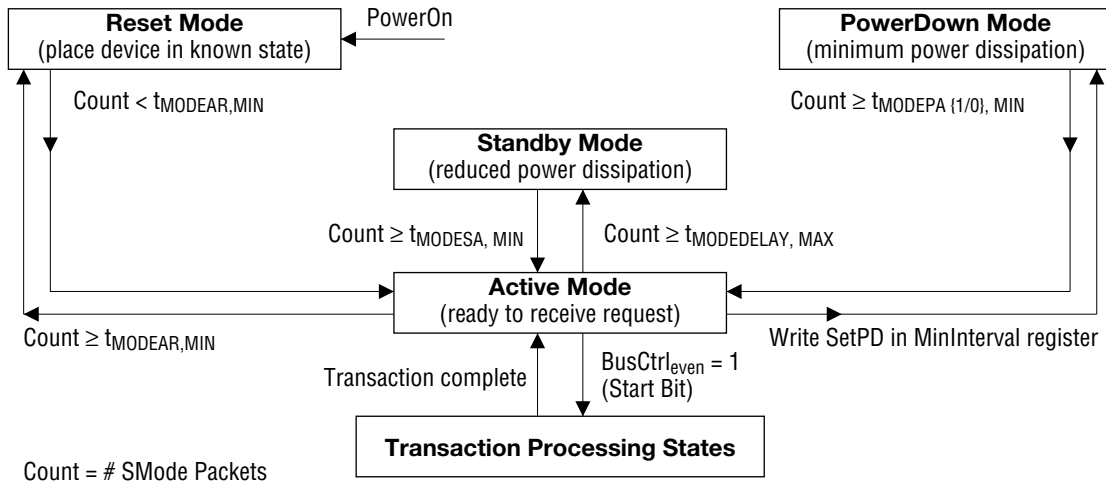 Reset Mode
(place device in known state)
PowerOn
PowerDown Mode
(minimum power dissipation)
Count < tMODEAR,MIN
Count ≥ tMODEPA {1/0}, MIN
Standby Mode
(reduced power dissipation)
Count ≥ tMODESA, MIN
Count ≥ tMODEDELAY, MAX
Active Mode
(ready to receive request)
Count ≥ tMODEAR,MIN
Write SetPD in MinInterval register
Transaction complete
BusCtrleven = 1
(Start Bit)
Transaction Processing States
Count = # SMode Packets